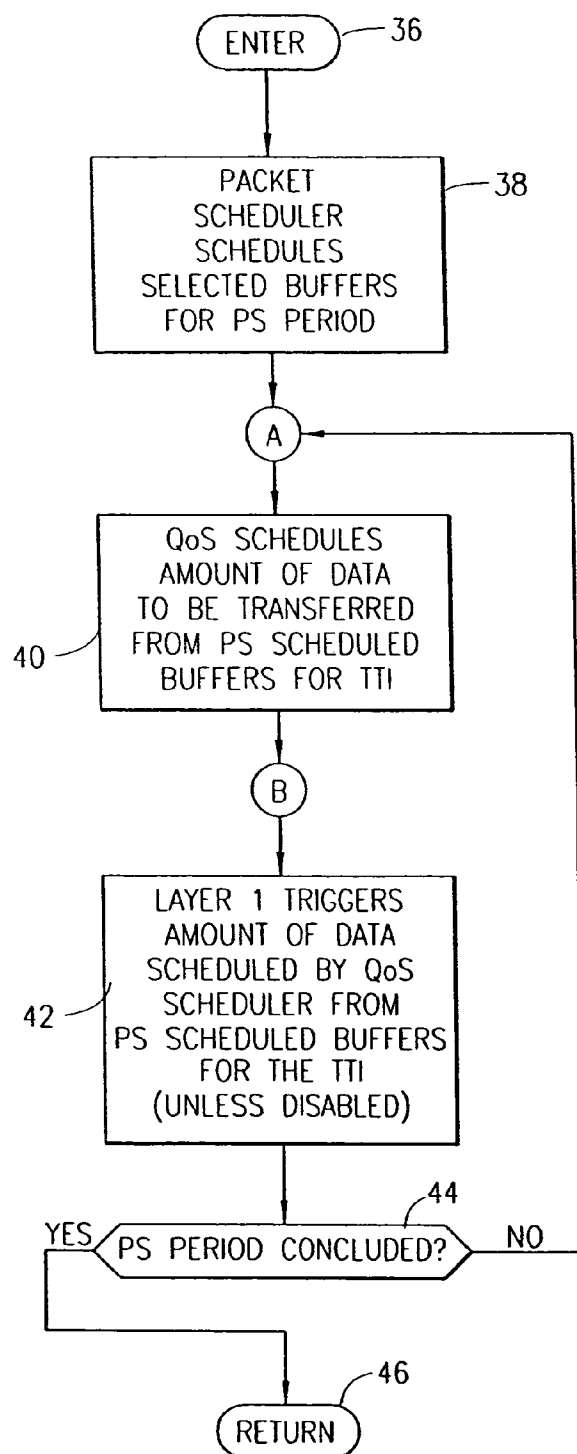 ENTER
36
PACKET
SCHEDULER
SCHEDULES
SELECTED BUFFERS
FOR PS PERIOD
38
A
QoS SCHEDULES
AMOUNT OF DATA
TO BE TRANSFERRED
FROM PS SCHEDULED
BUFFERS FOR TTI
40
B
LAYER 1 TRIGGERS
AMOUNT OF DATA
SCHEDULED BY QoS
SCHEDULER FROM
PS SCHEDULED BUFFERS
FOR THE TTI
(UNLESS DISABLED)
42
44
YES
PS PERIOD CONCLUDED?
NO
46
RETURN